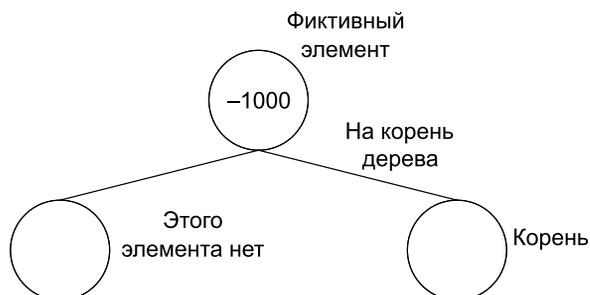 Фиктивный
элемент
–1000
На корень
дерева
Этого
элемента нет
Корень